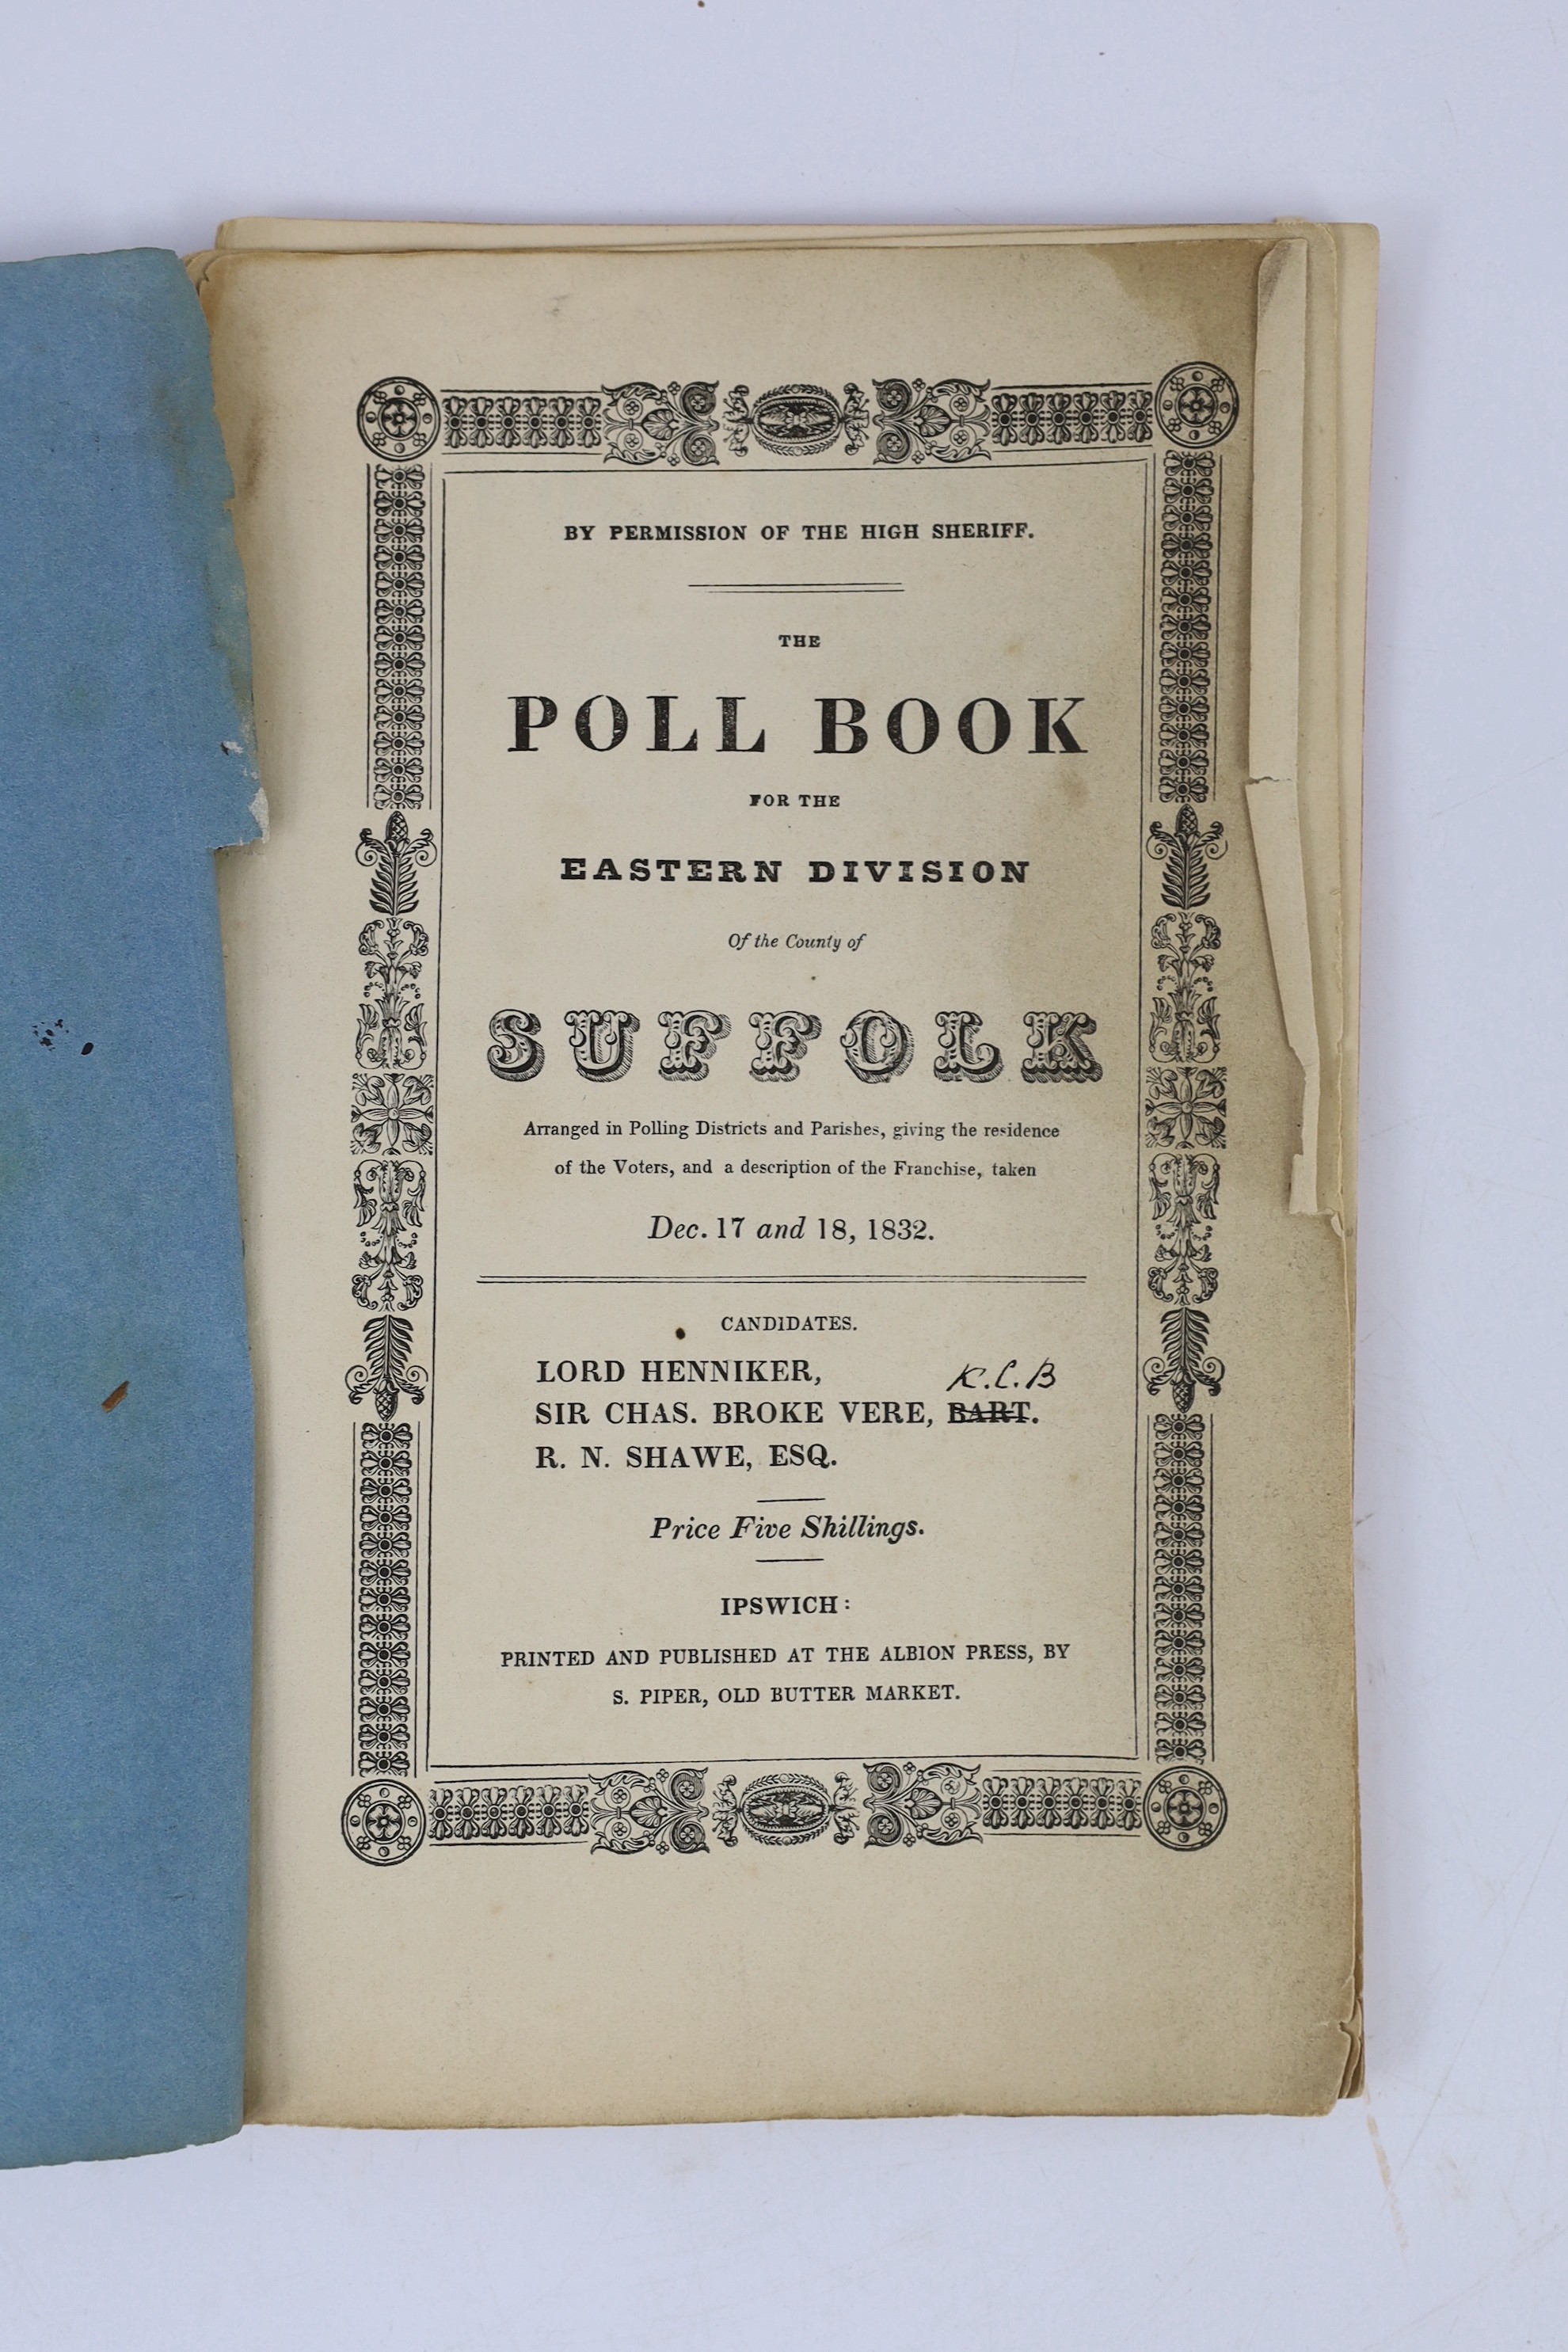 BY PERMISSION OF THE HIGH SHERIFF.
THE
POLL BOOK
FOR THE
EASTERN DIVISION
Of the County of
SUFFOLK
Arranged in Polling Districts and Parishes, giving the residence
of the Voters, and a description of the Franchise, taken
Dec. 17 and 18, 1832.
CANDIDATES.
LORD HENNIKER,
K.C.B
SIR CHAS. BROKE VERE, BART.
R. N. SHAWE, ESQ.
Price Five Shillings.
IPSWICH:
PRINTED AND PUBLISHED AT THE ALBION PRESS, BY
S. PIPER, OLD BUTTER MARKET.